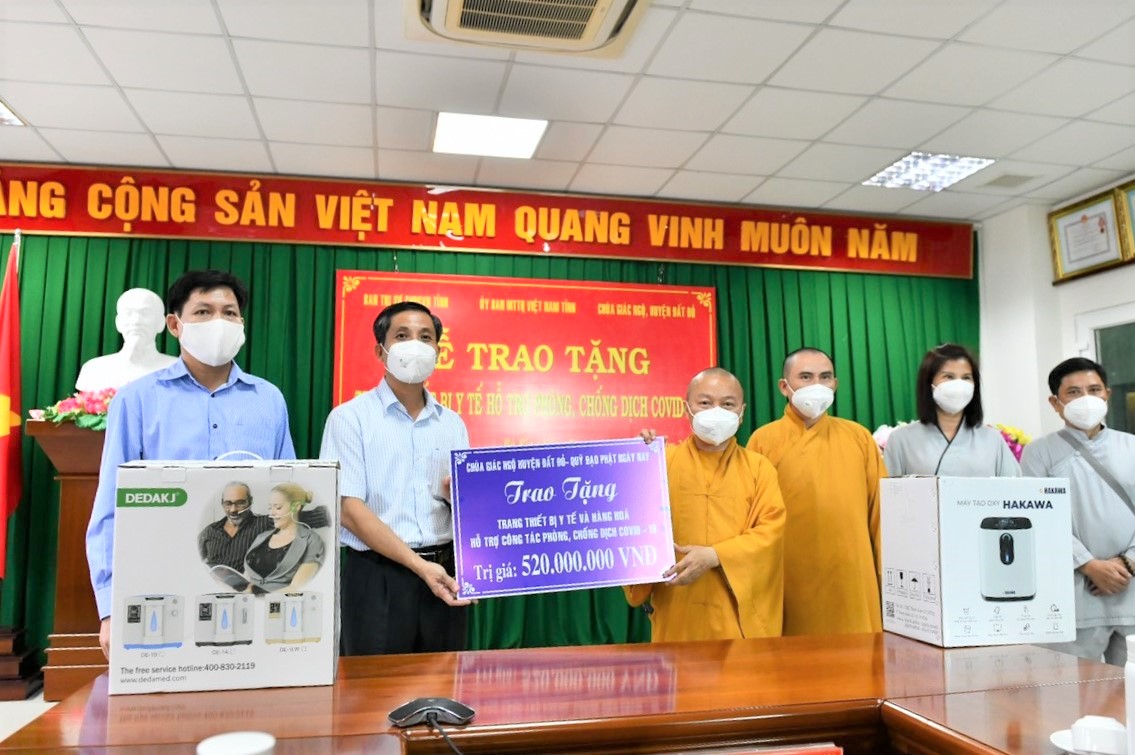 ẢNG CỘNG SẢN VIỆT NAM QUANG VINH MUÔN NĂM
ỦY BAN MTTQ VIỆT NAM TỈNH
CHÙA GIÁC NGỘ, HUYỆN ĐẤT ĐỎ
TRAO TẶNG
BỊ Y TẾ HỖ TRỢ PHÒNG, CHỐNG DỊCH COVID
CHÙA GIÁC NGỘ HUYỆN ĐẤT ĐỎ- QUỸ ĐẠO PHẬT NGÀY NAY
Trao Tặng
TRANG THIẾT BỊ Y TẾ VÀ HÀNG HOÁ
HỖ TRỢ CÔNG TÁC PHÒNG, CHỐNG DỊCH COVID - 19
Trị giá: 520.000.000 VNĐ
DEDAKJ
The free service hotline:400-830-2119
www.dedamed.com
HAKAWA
MÁY TẠO OXY HAKAWA